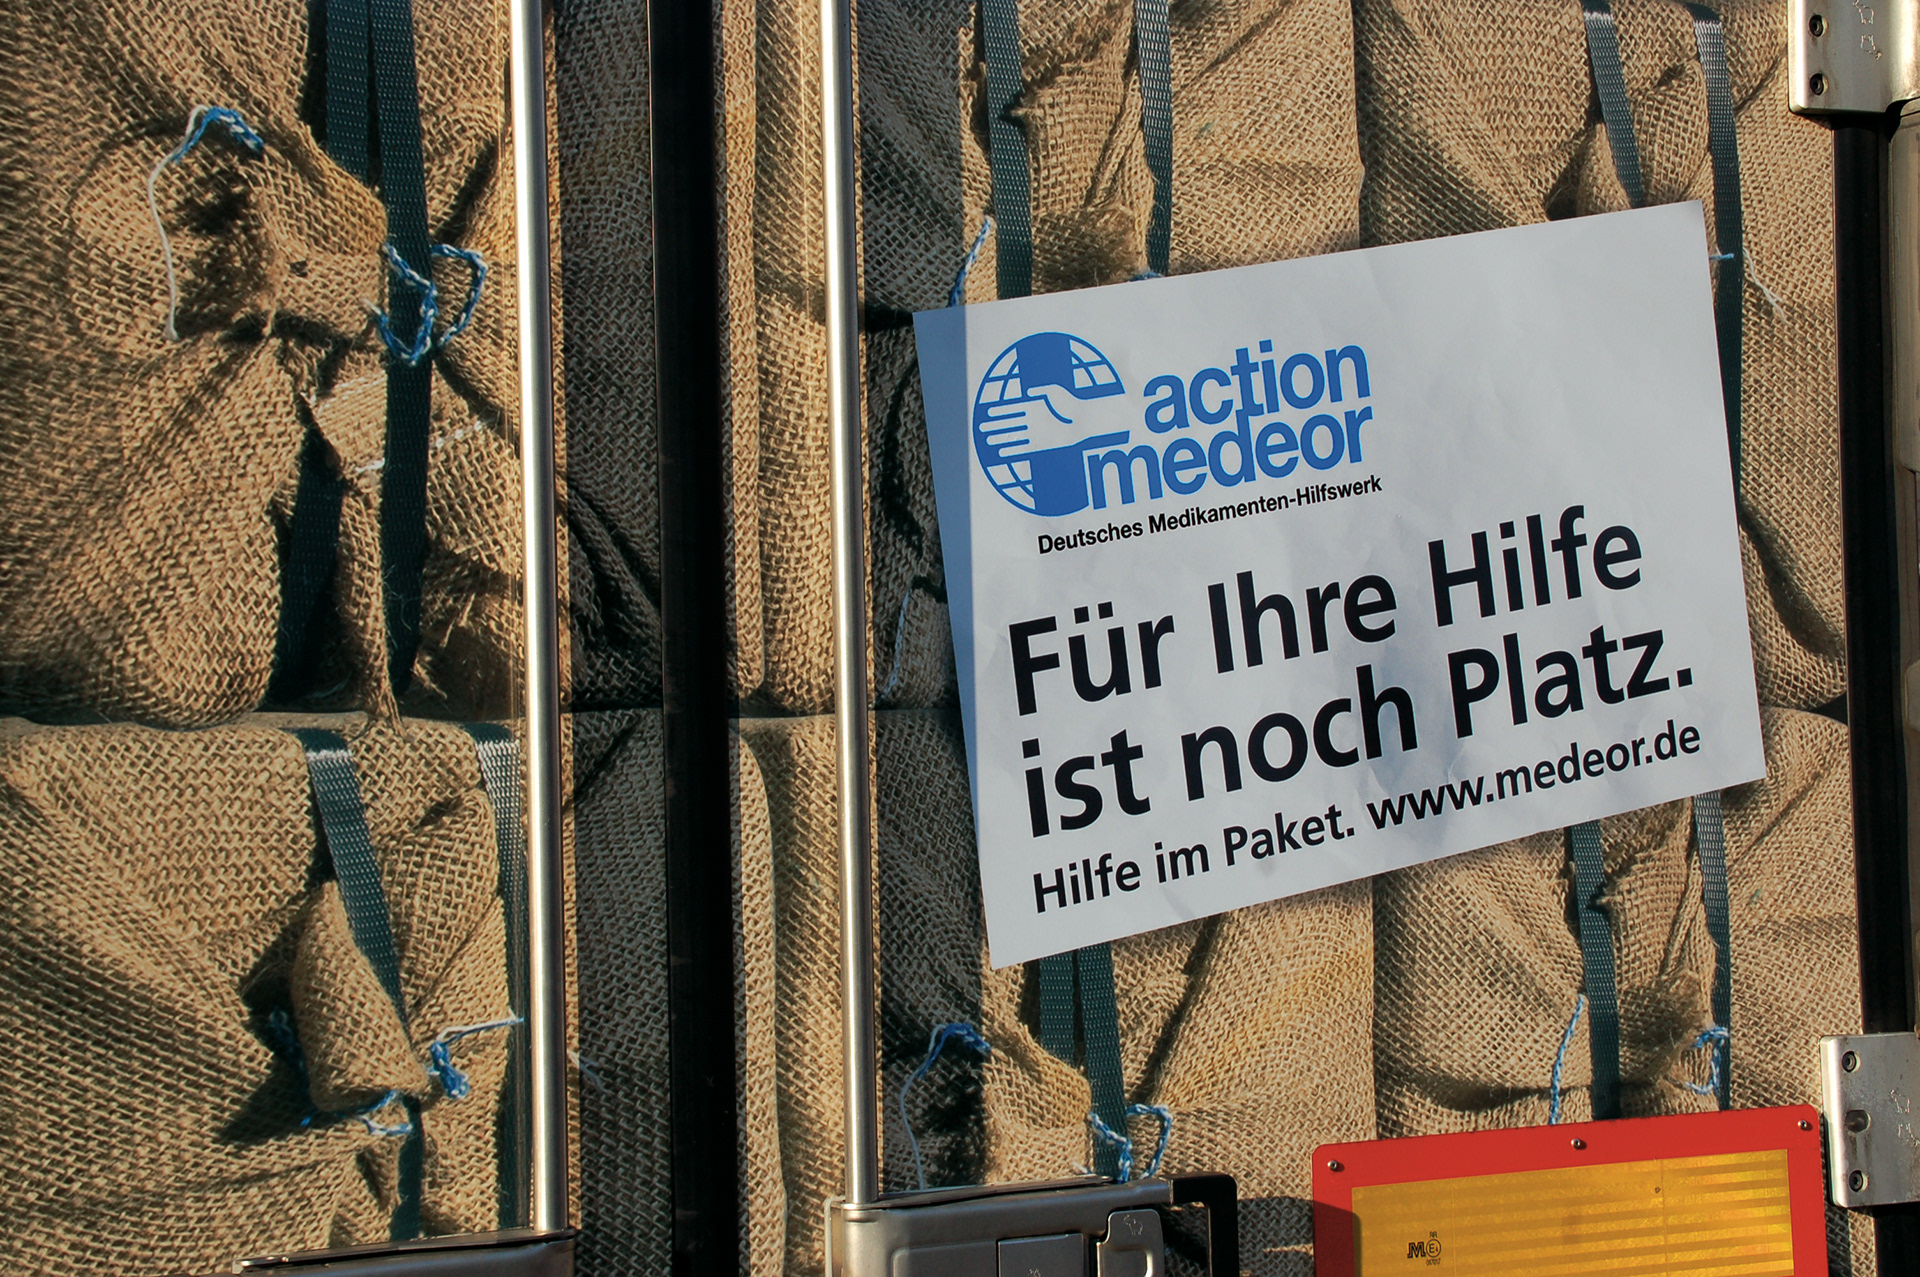 action
medeor
Deutsches Medikamenten-Hilfswerk
Für Ihre Hilfe
ist noch Platz.
Hilfe im Paket. www.medeor.de